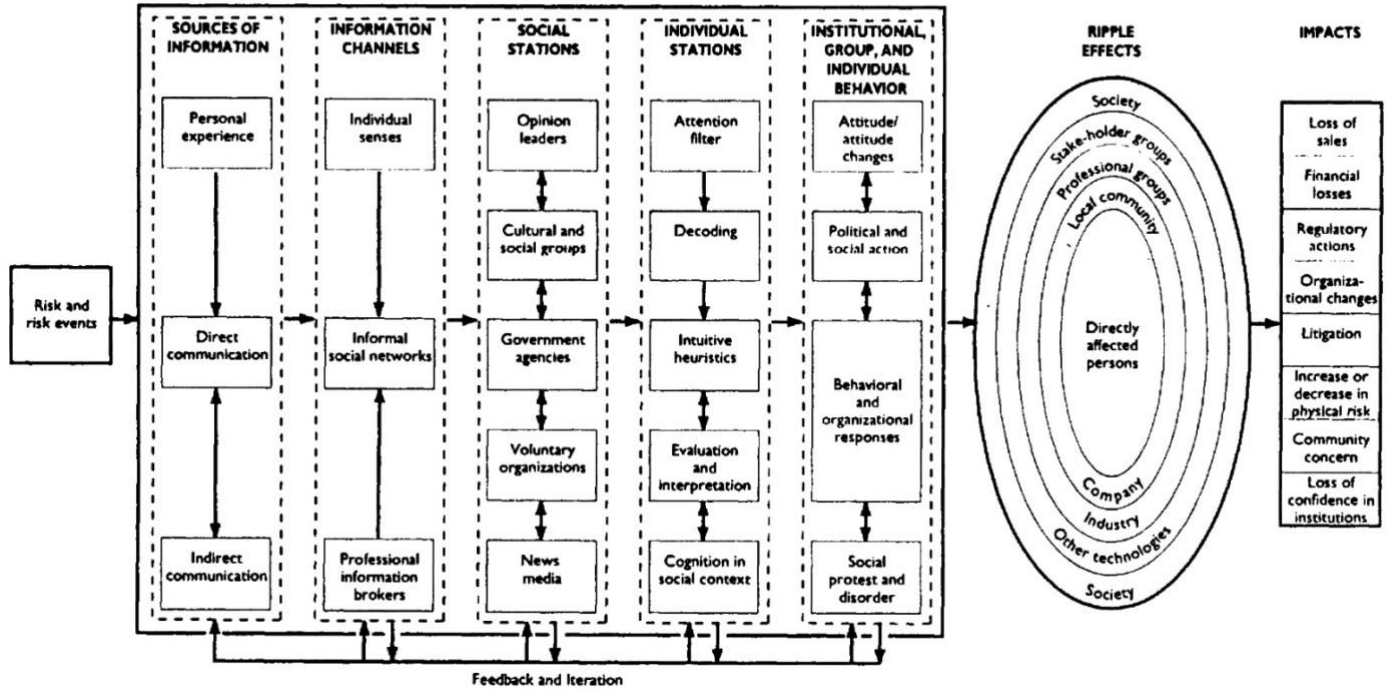 SOURCES OF
INFORMATION
INFORMATION
CHANNELS
SOCIAL
STATIONS
INDIVIDUAL
STATIONS
INSTITUTIONAL,
GROUP, AND
INDIVIDUAL
BEHAVIOR
RIPPLE
EFFECTS
IMPACTS
Risk and
risk events
Personal
experience
Direct
communication
Indirect
communication
Individual
senses
Informal
social networks
Professional
information
brokers
Opinion
leaders
Cultural and
social groups
Government
agencies
Voluntary
organizations
News
media
Attention
filter
Decoding
Intuitive
heuristics
Evaluation and
interpretation
Cognition in
social context
Attitude/
attitude
changes
Political and
social action
Behavioral and
organizational
responses
Social
protest and
disorder
Society
Stake-holder groups
Professional groups
Local community
Directly
affected
persons
Company
Industry
Other technologies
Society
Loss of
sales
Financial
losses
Regulatory
actions
Organiza-
tional changes
Litigation
Increase or
decrease in
physical risk
Community
concern
Loss of
confidence in
institutions
Feedback and Iteration